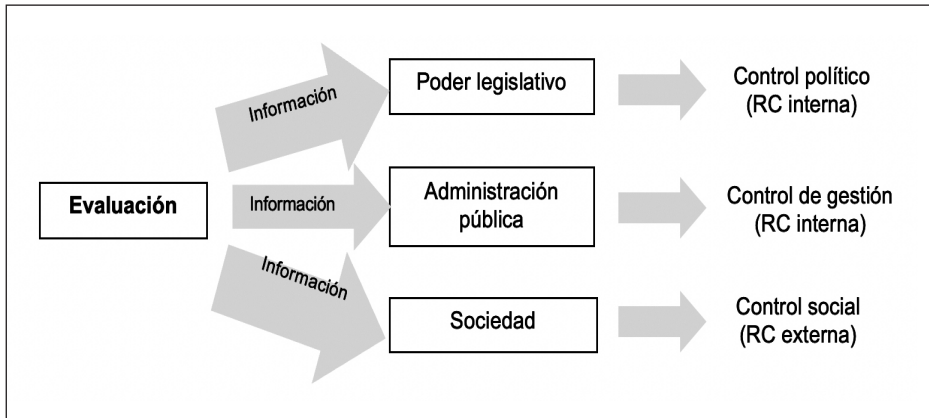 Información
Poder legislativo
Control político
(RC interna)
Evaluación
Información
Administración
pública
Control de gestión
(RC interna)
Información
Sociedad
Control social
(RC externa)